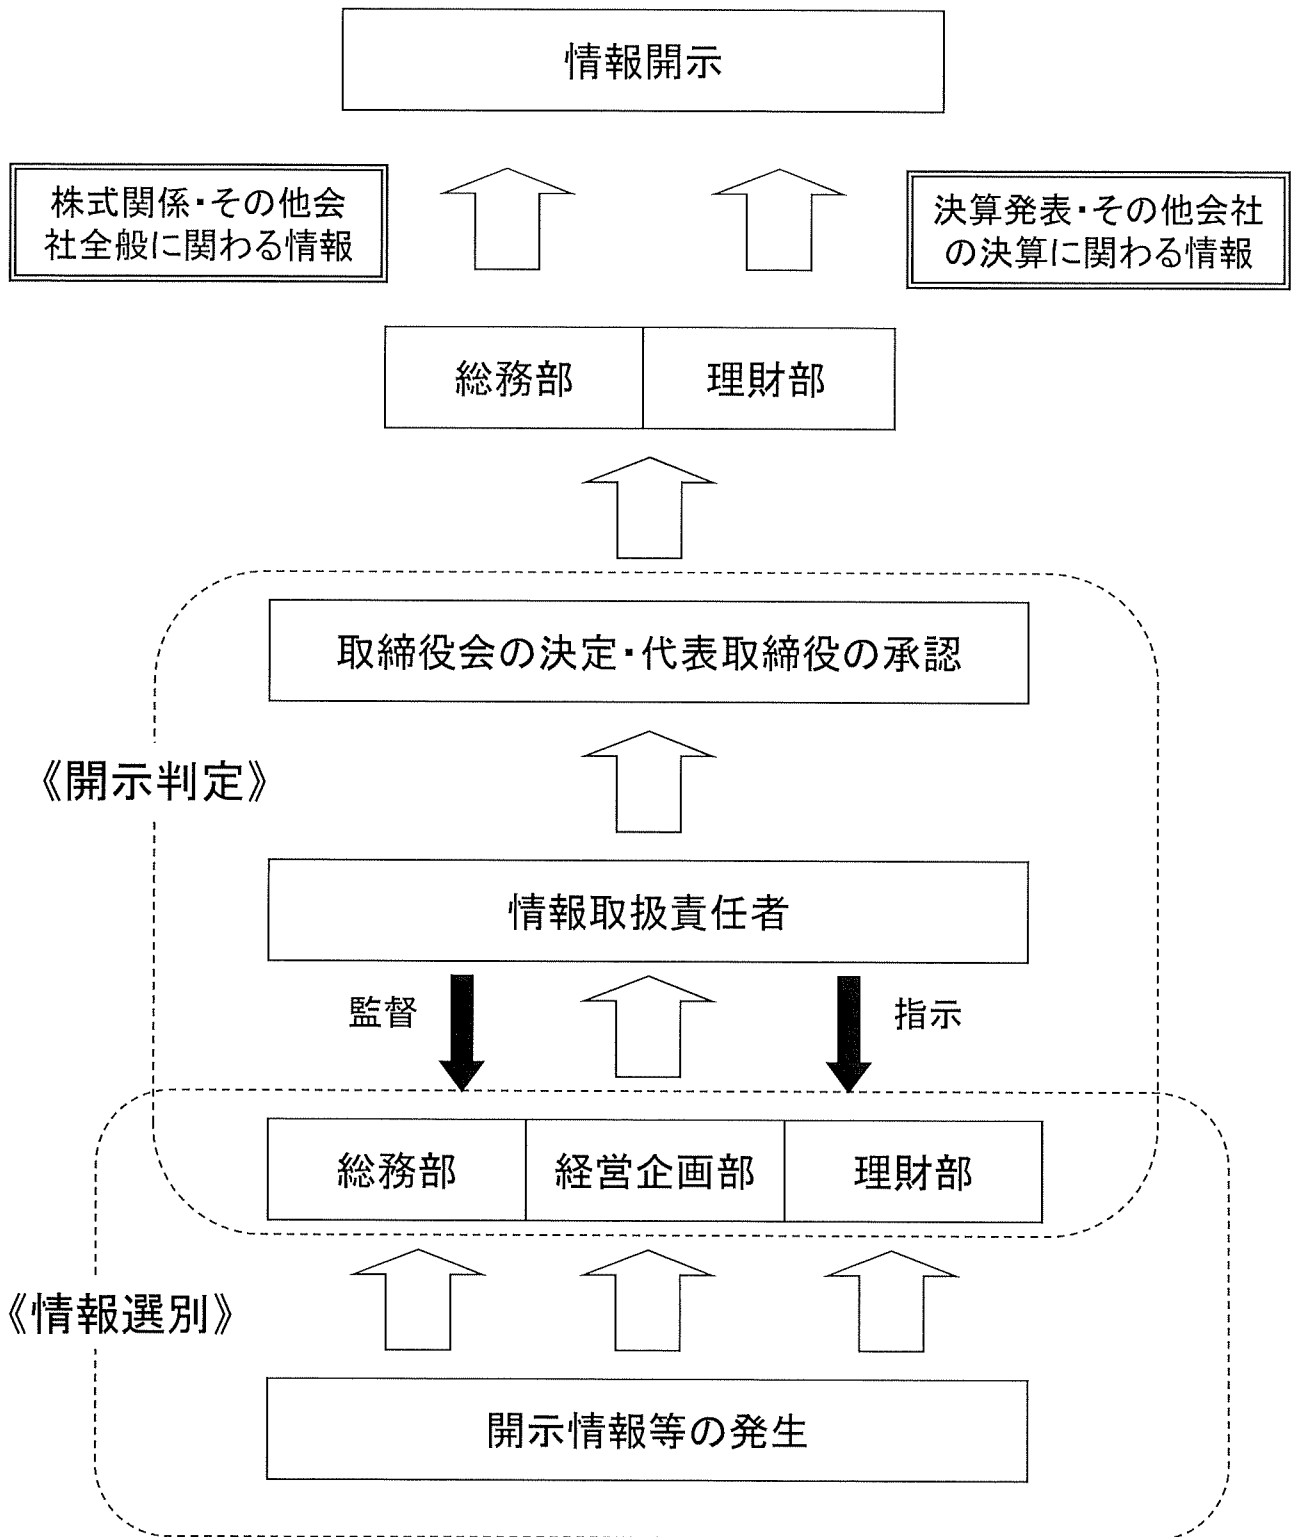 情報開示
株式関係・その他会
社全般に関わる情報
決算発表・その他会社
の決算に関わる情報
総務部
理財部
取締役会の決定・代表取締役の承認
《開示判定》
情報取扱責任者
監督
指示
総務部
経営企画部
理財部
《情報選別》
開示情報等の発生